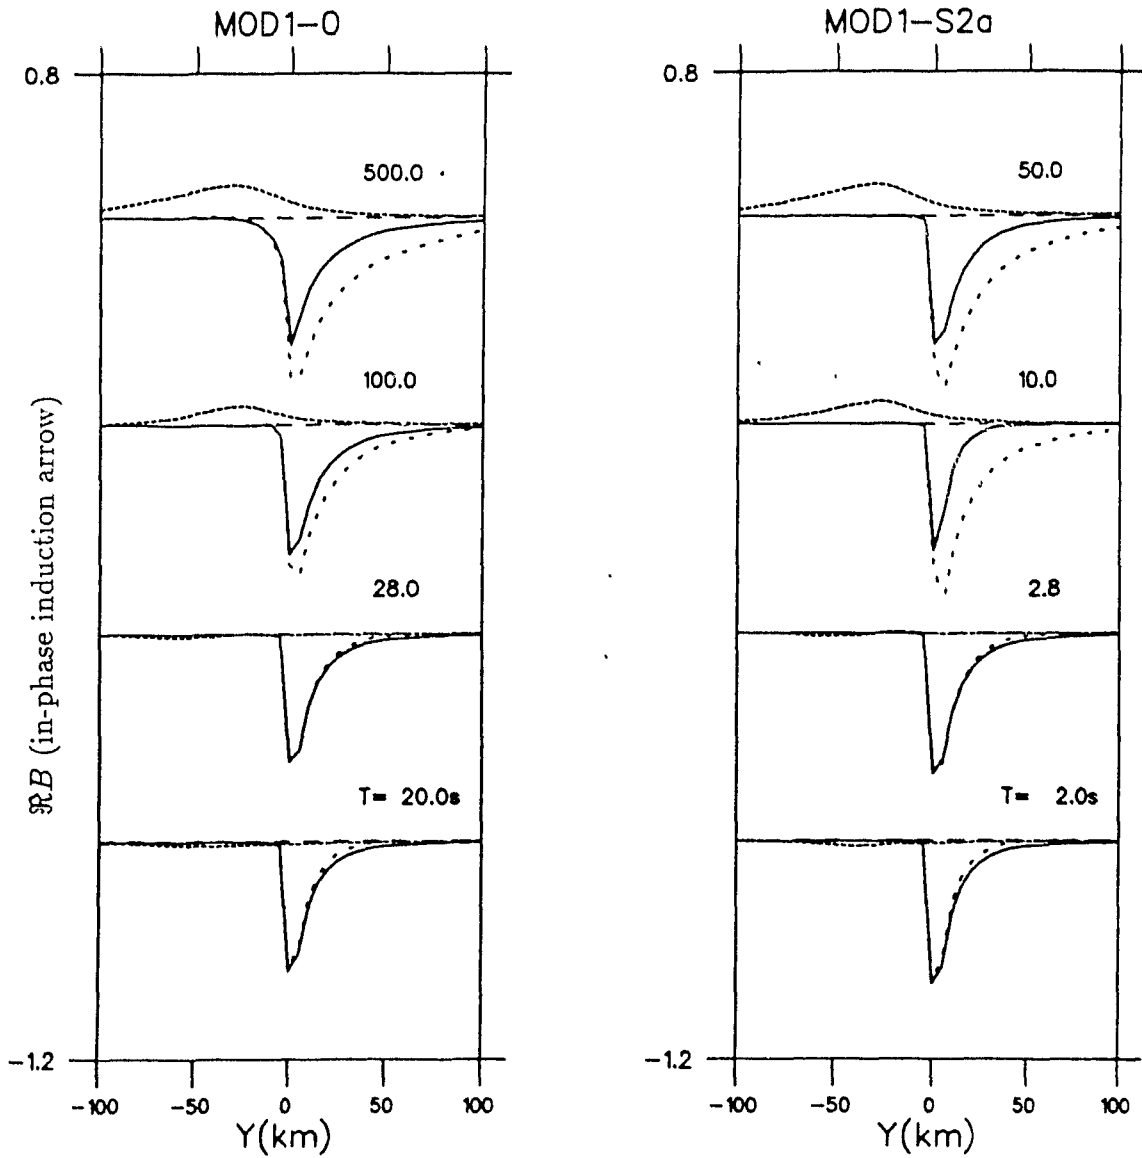 MOD1-0
0.8
500.0
100.0
28.0
T= 20.0s
-1.2
-100 -50 0 50 100
Y(km)
ℜB (in-phase induction arrow)
MOD1-S2a
0.8
50.0
10.0
2.8
T= 2.0s
-1.2
-100 -50 0 50 100
Y(km)